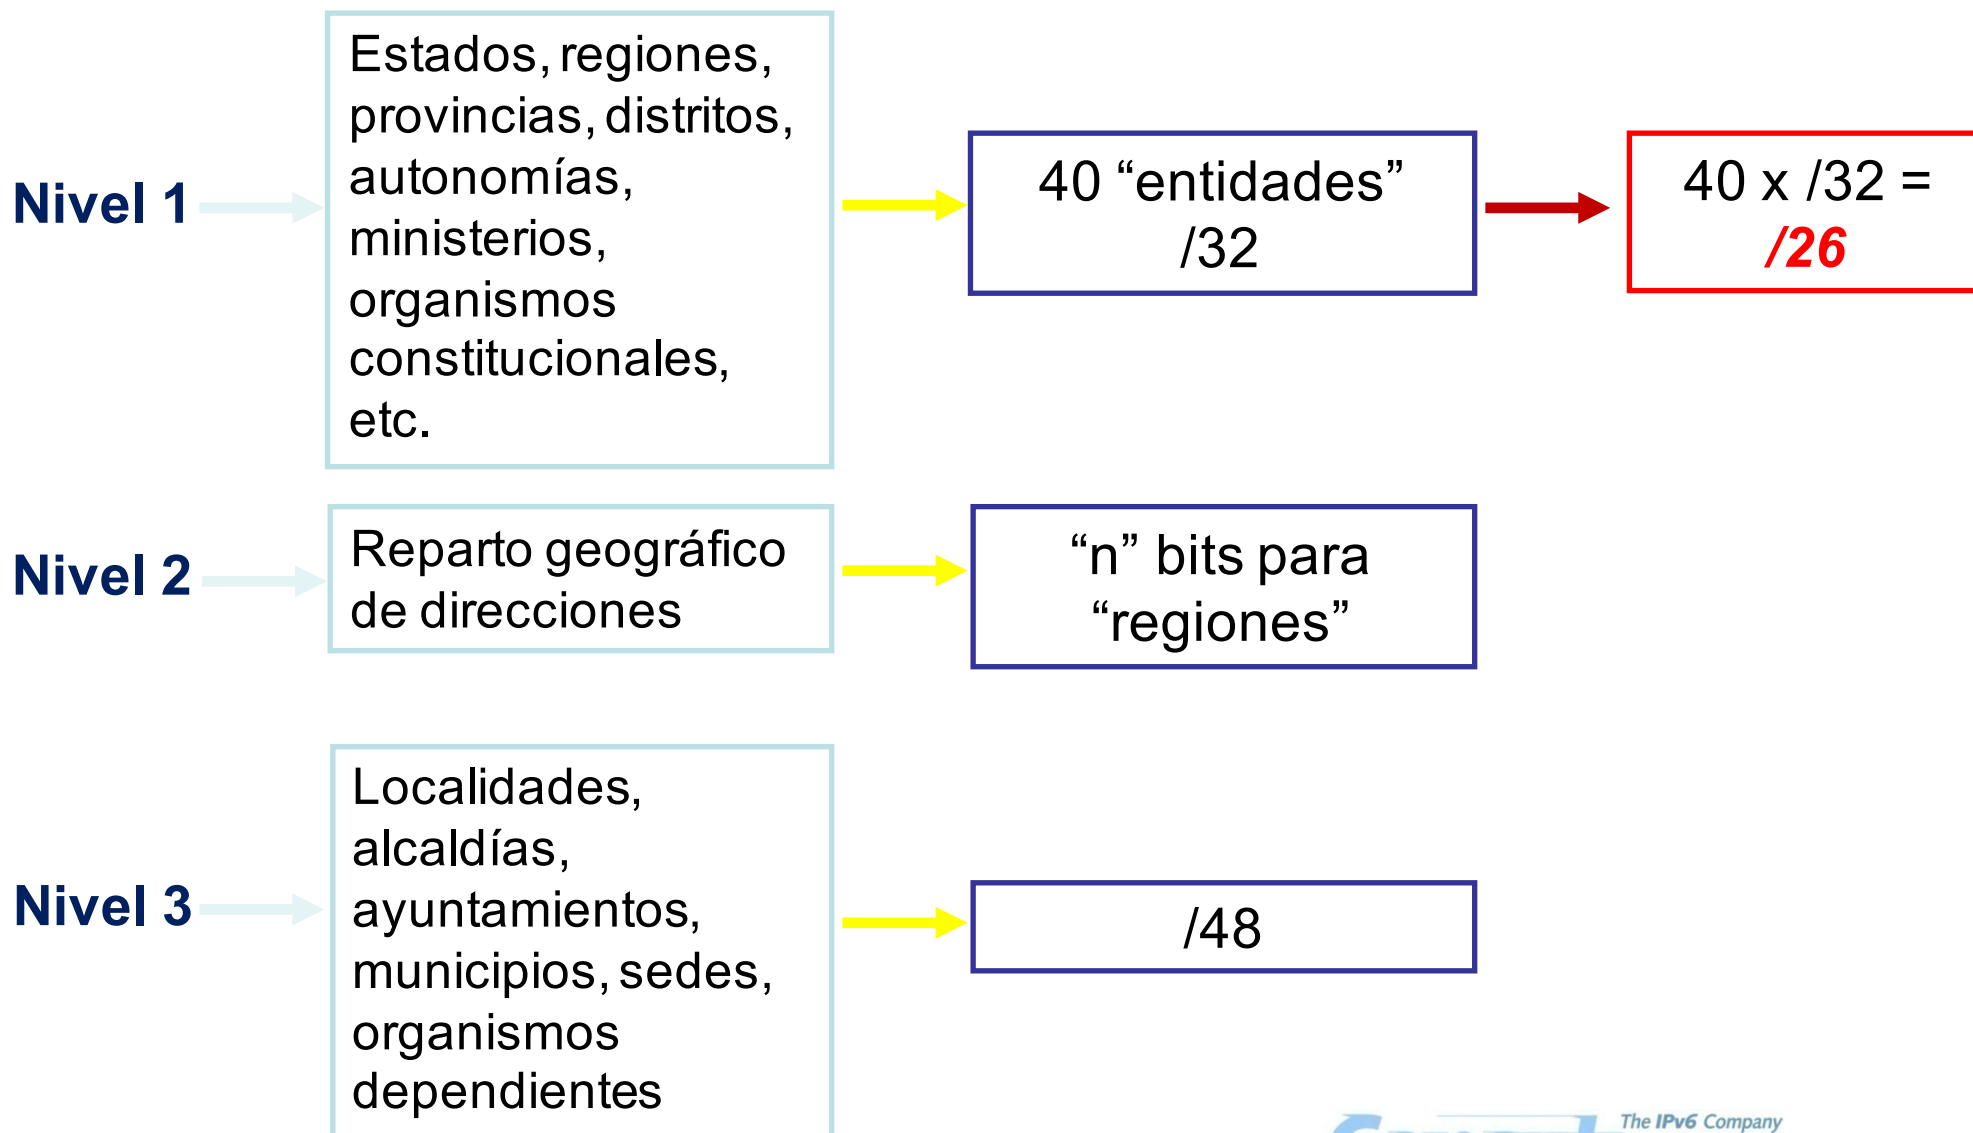 Nivel 1
Estados, regiones,
provincias, distritos,
autonomías,
ministerios,
organismos
constitucionales,
etc.
40 “entidades”
/32
40 x /32 =
/26
Nivel 2
Reparto geográfico
de direcciones
“n” bits para
“regiones”
Nivel 3
Localidades,
alcaldías,
ayuntamientos,
municipios, sedes,
organismos
dependientes
/48
The IPv6 Company